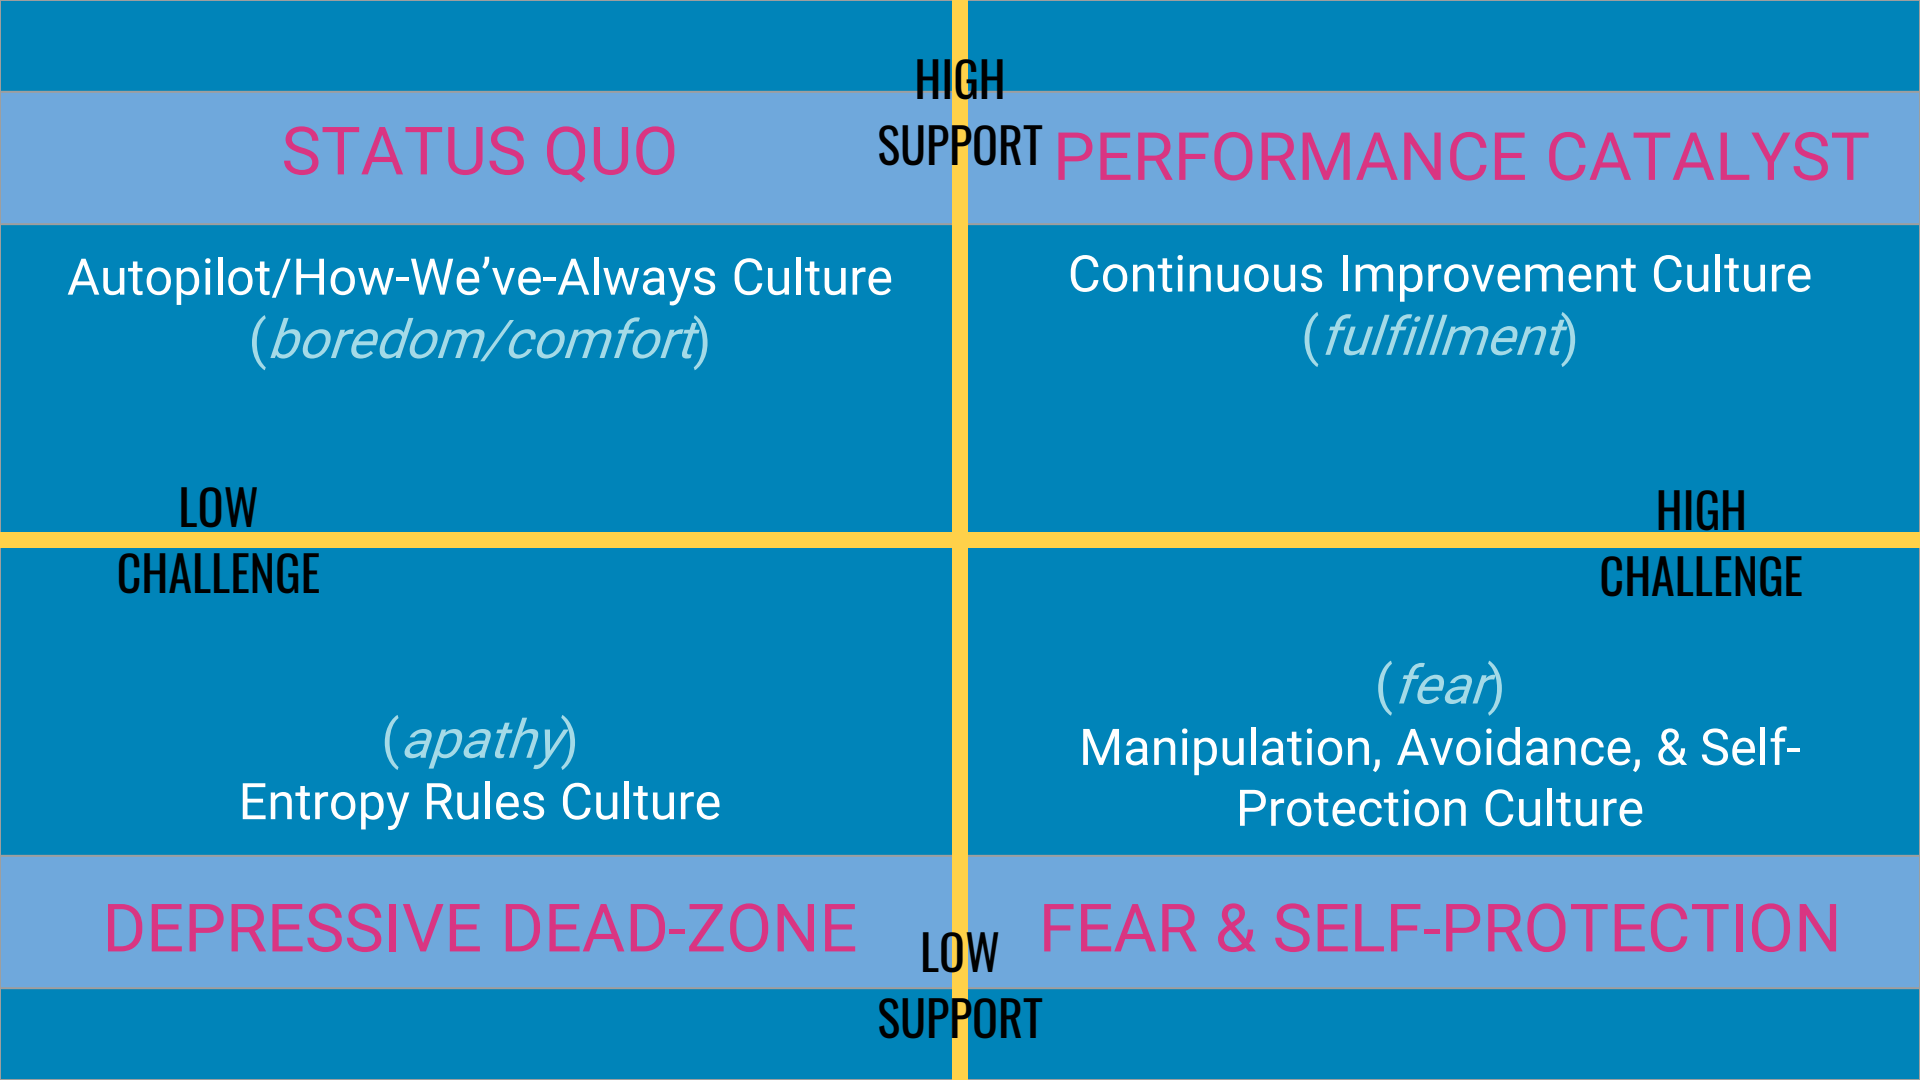 HIGH
SUPPORT
STATUS QUO
PERFORMANCE CATALYST
Autopilot/How-We’ve-Always Culture
(boredom/comfort)
Continuous Improvement Culture
(fulfillment)
LOW
CHALLENGE
HIGH
CHALLENGE
(apathy)
Entropy Rules Culture
(fear)
Manipulation, Avoidance, & Self-
Protection Culture
DEPRESSIVE DEAD-ZONE
FEAR & SELF-PROTECTION
LOW
SUPPORT